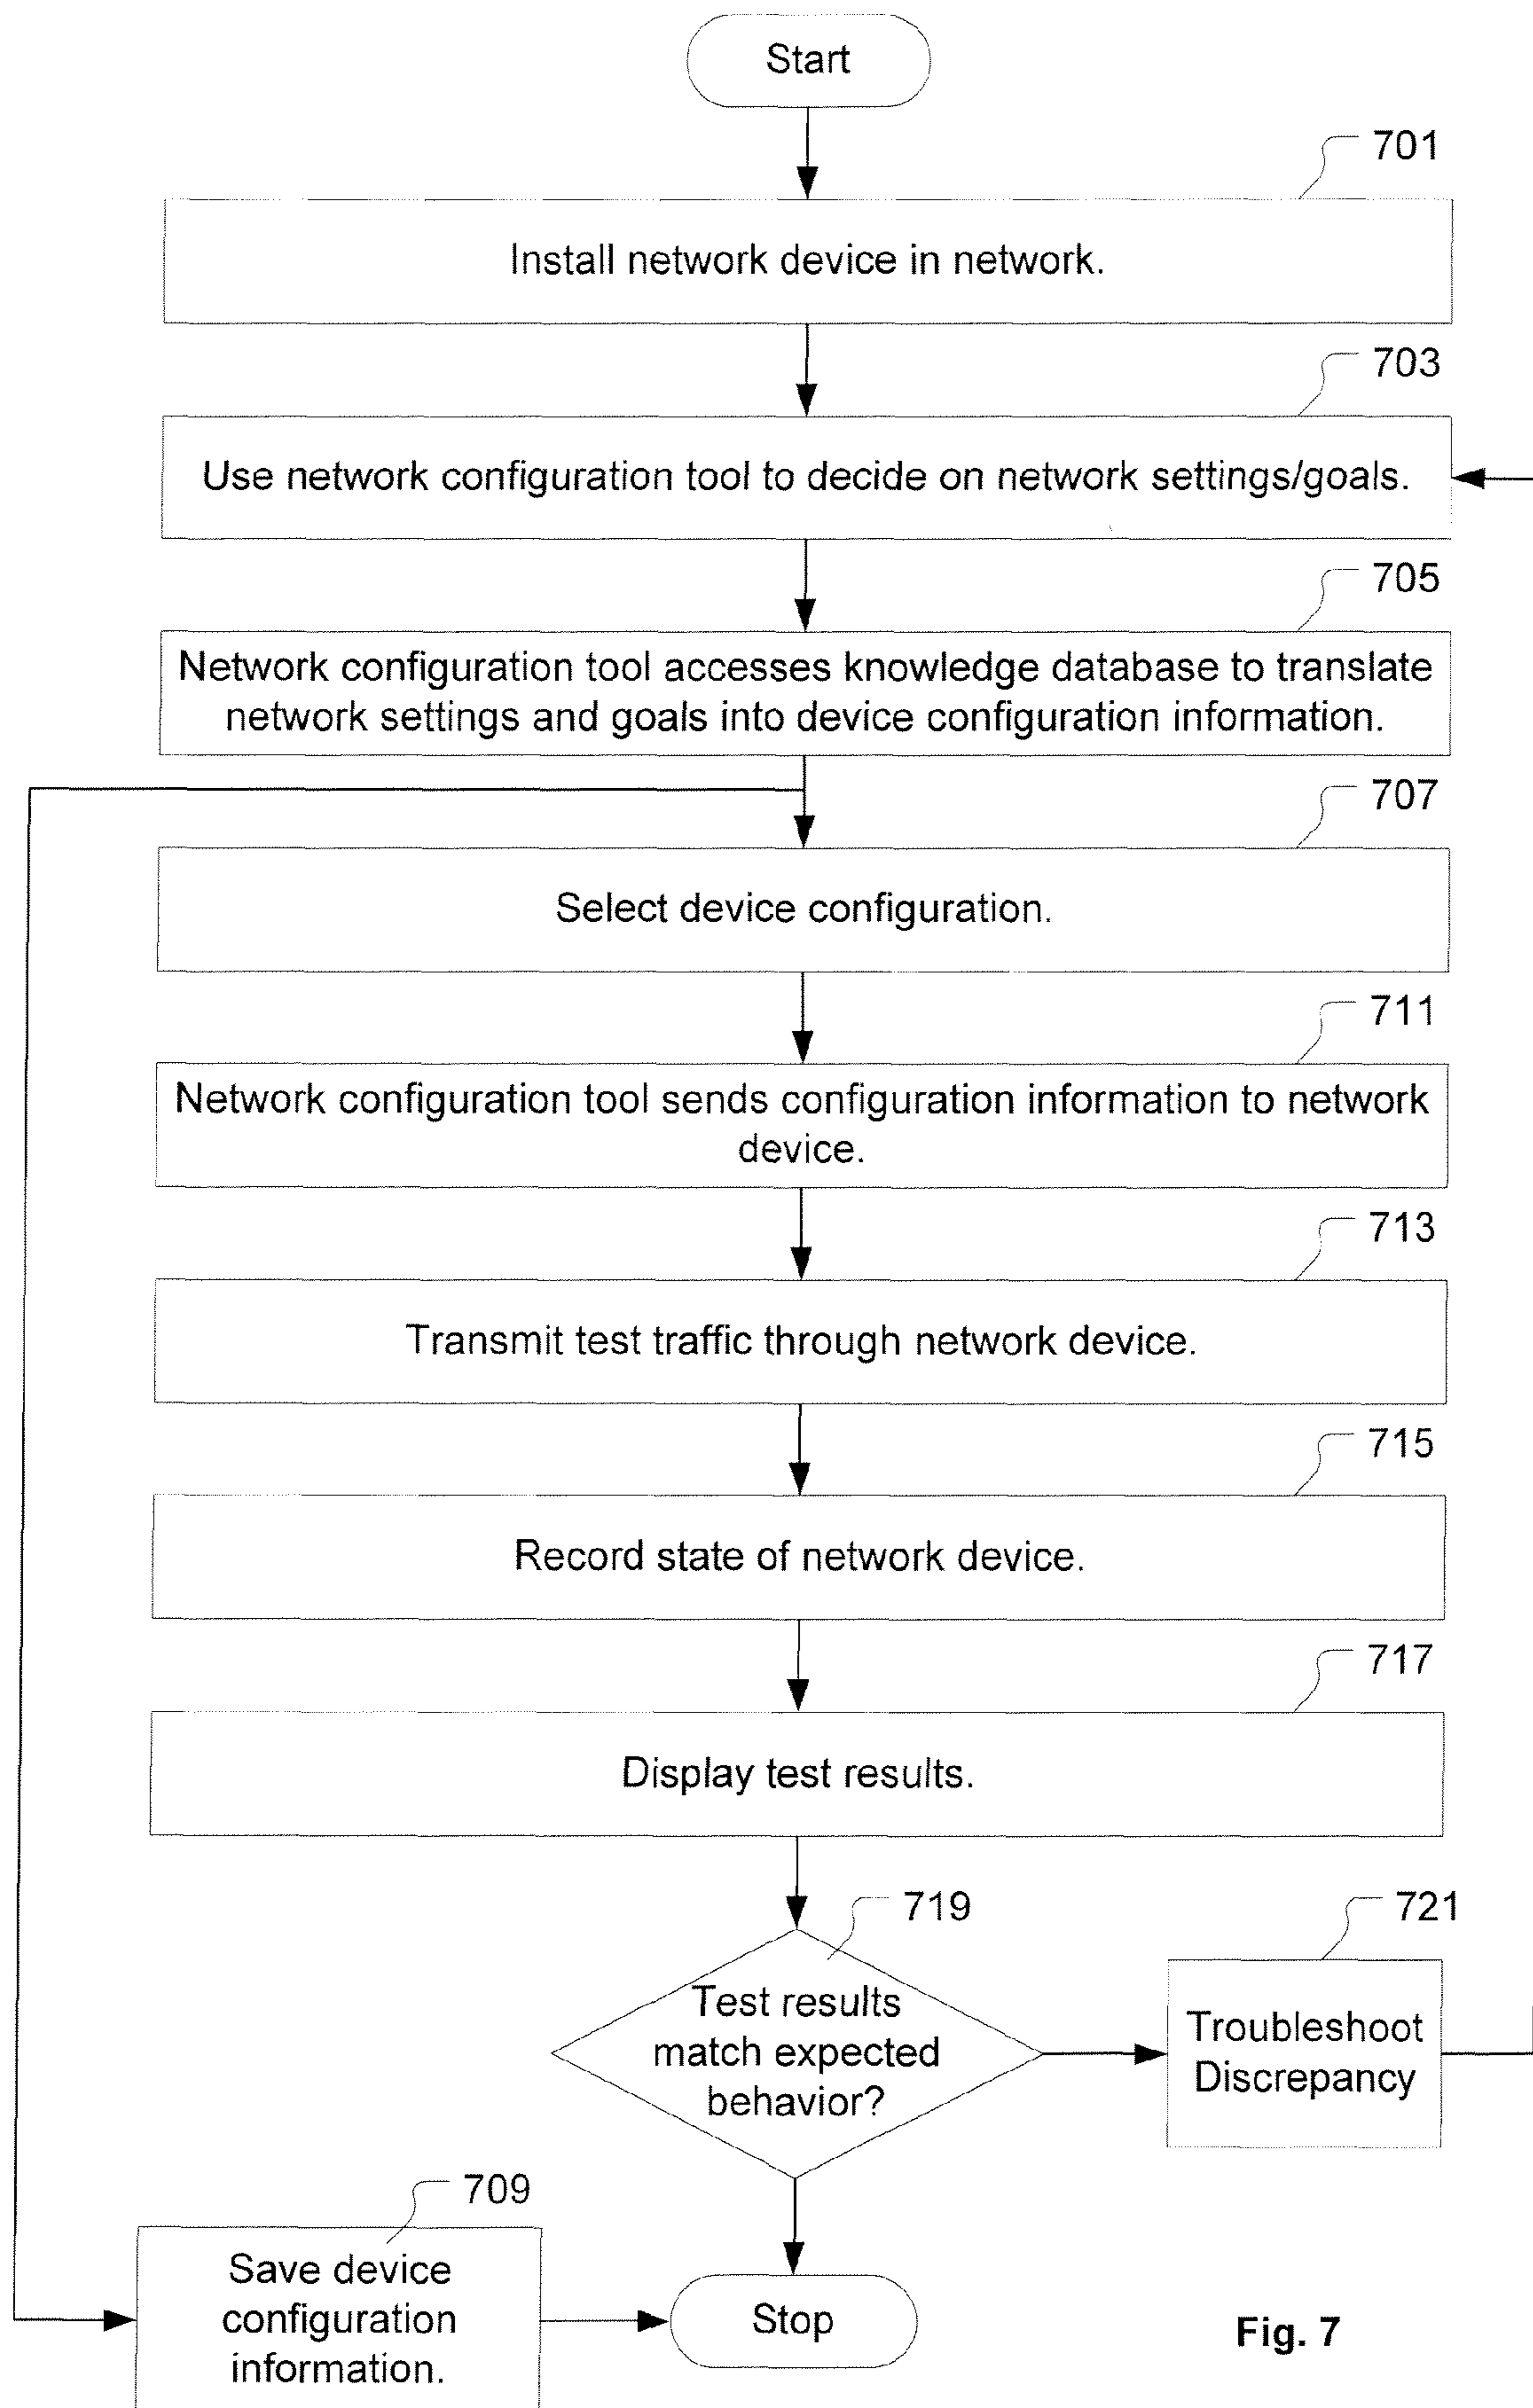 Start
701
Install network device in network.
703
Use network configuration tool to decide on network settings/goals.
705
Network configuration tool accesses knowledge database to translate
network settings and goals into device configuration information.
707
Select device configuration.
711
Network configuration tool sends configuration information to network
device.
713
Transmit test traffic through network device.
715
Record state of network device.
717
Display test results.
719
Test results
match expected
behavior?
721
Troubleshoot
Discrepancy
709
Save device
configuration
information.
Stop
Fig. 7